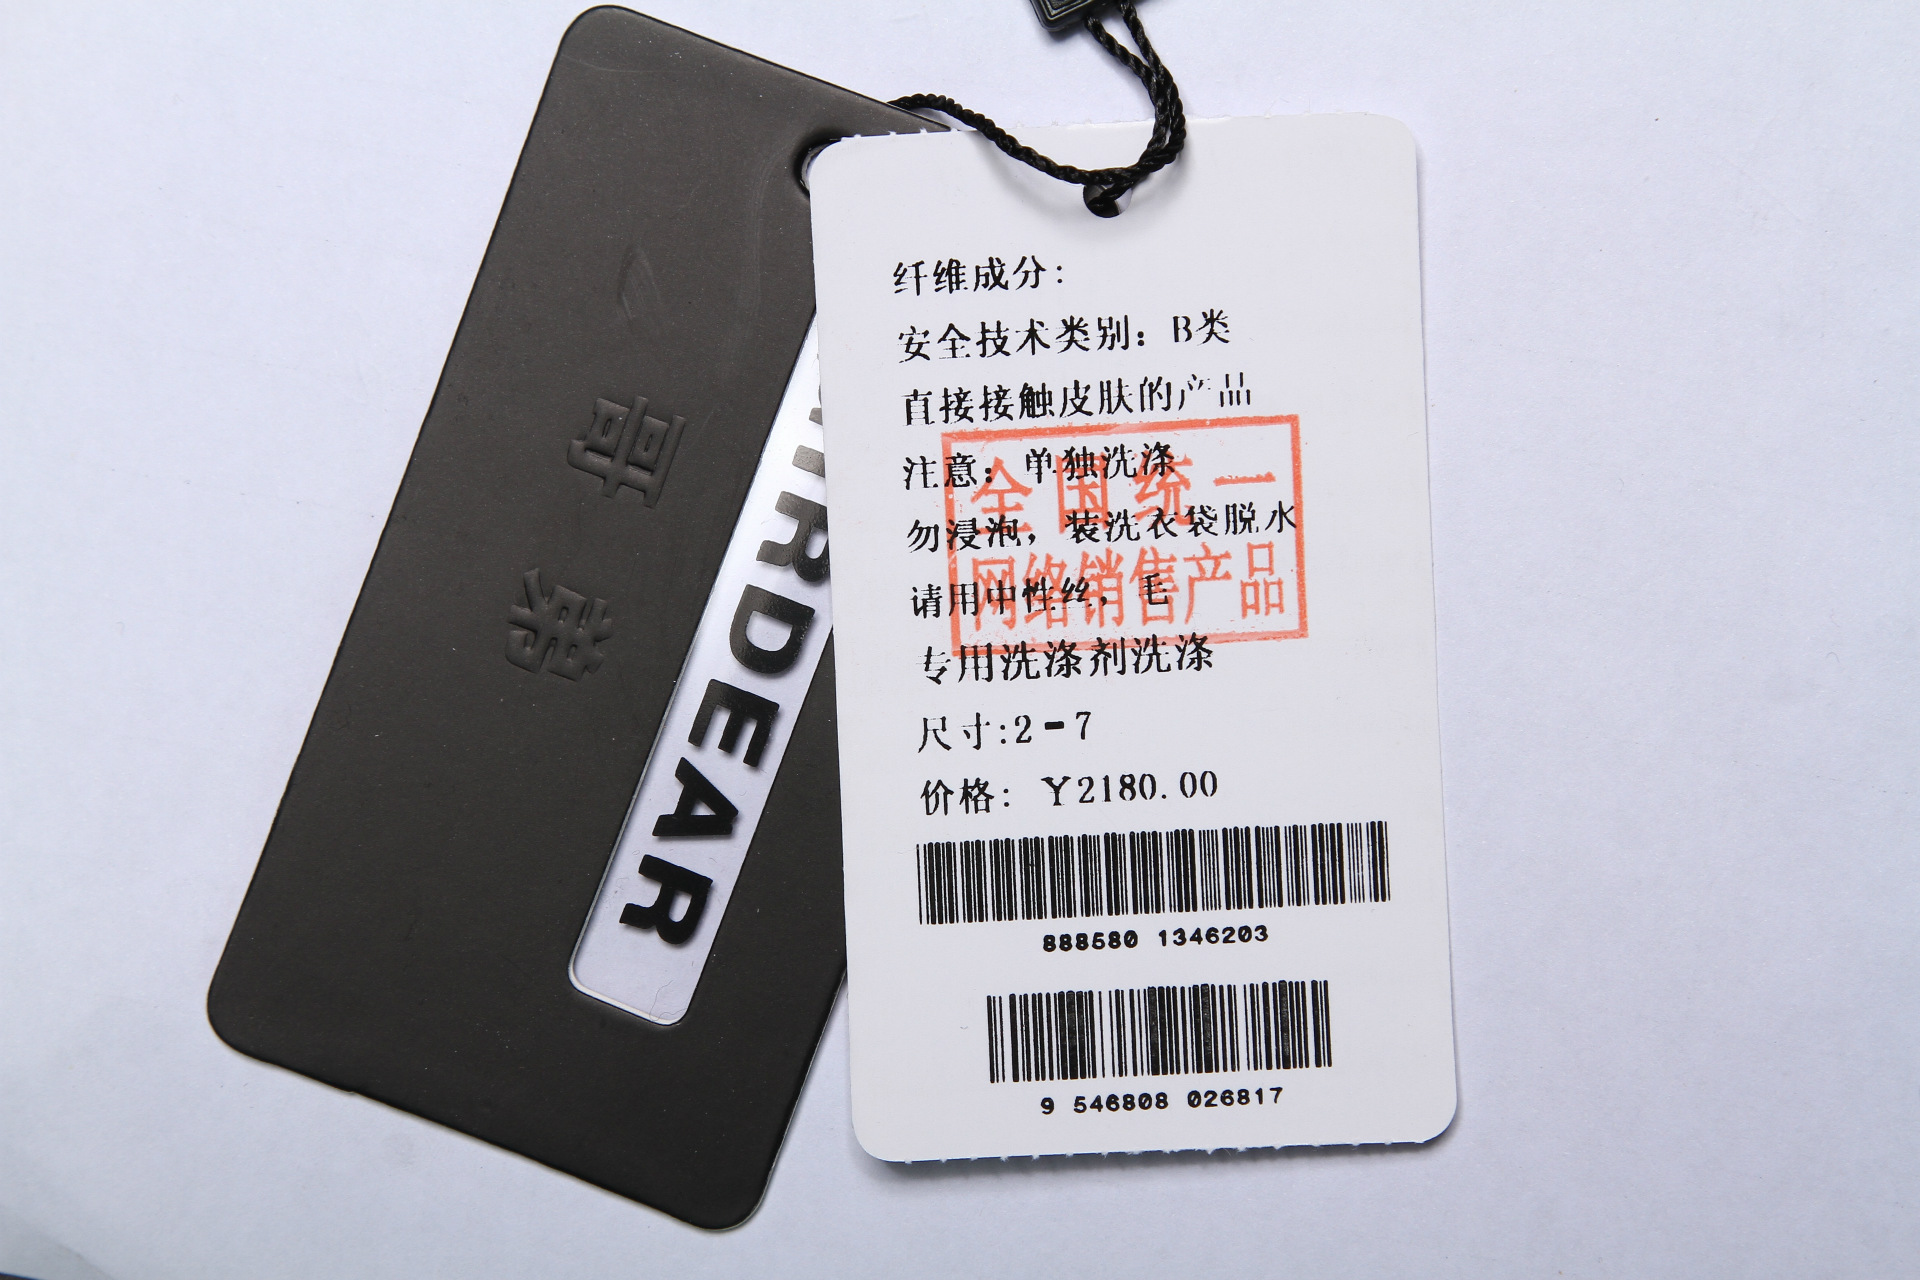 哥
RDEAR
纤维成分:
安全技术类别: B类
直接接触皮肤的产品
注意: 单独洗涤
勿浸泡, 装洗衣袋脱水
请用中性丝, 毛
专用洗涤剂洗涤
尺寸:2-7
价格: Y2180.00
全国统一
网络销售产品
888580 1346203
9 546808 026817